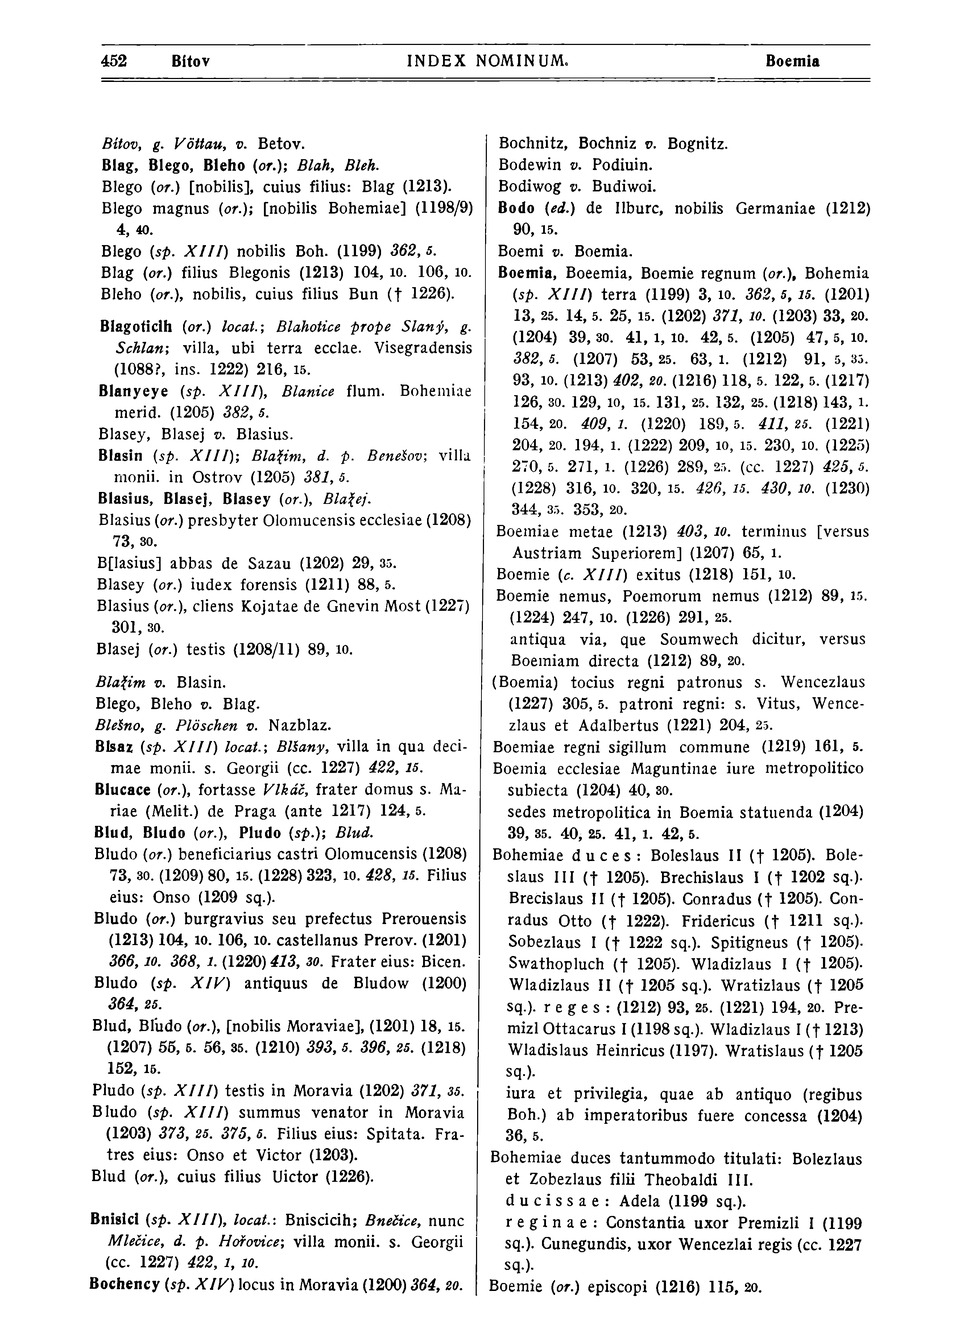 452 Bítov INDEX NOMINUM. Boemia
Bítov, g. Vöttau, v. Betov.
Blag, Blego, Bleho (or.); Blah, Bleh.
Blego (or.) [nobilis], cuius filius: Blag (1213).
Blego magnus (or.); [nobilis Bohemiae] (1198/9)
4, 40.
Blego (sp. XIII) nobilis Boh. (1199) 362, 5.
Blag (or.) filius Blegonis (1213) 104, 10. 106, 10.
Bleho (or.), nobilis, cuius filius Bun († 1226).
Blagoticih (or.) locat.; Blahotice prope Slaný, g.
Schlan; villa, ubi terra ecclae. Visegradensis
(1088?, ins. 1222) 216, 15.
Blanyeye (sp. XIII), Blanice flum. Bohemiae
merid. (1205) 382, 5.
Blasey, Blasej v. Blasius.
Blasin (sp. XIII); Blažim, d. p. Benešov; villa
monii. in Ostrov (1205) 381, 5.
Blasius, Blasej, Blasey (or.), Blažej.
Blasius (or.) presbyter Olomucensis ecclesiae (1208)
73, 30.
B[lasius] abbas de Sazau (1202) 29, 35.
Blasey (or.) iudex forensis (1211) 88, 5.
Blasius (or.), cliens Kojatae de Gnevin Most (1227)
301, 30.
Blasej (or.) testis (1208/11) 89, 10.
Blažim v. Blasin.
Blego, Bleho v. Blag.
Blešno, g. Plöschen v. Nazblaz.
Blsaz (sp. XIII) locat.; Blšany, villa in qua deci-
mae monii. s. Georgii (cc. 1227) 422, 15.
Blucace (or.), fortasse Vlkáč, frater domus s. Ma-
riae (Melit.) de Praga (ante 1217) 124, 5.
Blud, Bludo (or.), Pludo (sp.); Blud.
Bludo (or.) beneficiarius castri Olomucensis (1208)
73, 30. (1209) 80, 15. (1228) 323, 10. 428, 15. Filius
eius: Onso (1209 sq.).
Bludo (or.) burgravius seu prefectus Prerouensis
(1213) 104, 10. 106, 10. castellanus Prerov. (1201)
366, 10. 368, 1. (1220) 413, 30. Frater eius: Bicen.
Bludo (sp. XIV) antiquus de Bludow (1200)
364, 25.
Blud, Bludo (or.), [nobilis Moraviae], (1201) 18, 15.
(1207) 55, 5. 56, 35. (1210) 393, 5. 396, 25. (1218)
152, 15.
Pludo (sp. XIII) testis in Moravia (1202) 371, 35.
Bludo (sp. XIII) summus venator in Moravia
(1203) 373, 25. 375, 5. Filius eius: Spitata. Fra-
tres eius: Onso et Victor (1203).
Blud (or.), cuius filius Uictor (1226).
Bnisici (sp. XIII), locat.: Bniscicih; Bnečice, nunc
Mlečice, d. p. Hořovice; villa monii. s. Georgii
(cc. 1227) 422, 1, 10.
Bochency (sp. XIV) locus in Moravia (1200) 364, 20.
Bochnitz, Bochniz v. Bognitz.
Bodewin v. Podiuin.
Bodiwog v. Budiwoi.
Bodo (ed.) de Ilburc, nobilis Germaniae (1212)
90, 15.
Boemi v. Boemia.
Boemia, Boeemia, Boemie regnum (or.), Bohemia
(sp. XIII) terra (1199) 3, 10. 362, 5, 15. (1201)
13, 25. 14, 5. 25, 15. (1202) 371, 10. (1203) 33, 20.
(1204) 39, 30. 41, 1, 10. 42, 5. (1205) 47, 5, 10.
382, 5. (1207) 53, 25. 63, 1. (1212) 91, 5, 35.
93, 10. (1213) 402, 20. (1216) 118, 5. 122, 5. (1217)
126, 30. 129, 10, 15. 131, 25. 132, 25. (1218) 143, 1.
154, 20. 409, 1. (1220) 189, 5. 411, 25. (1221)
204, 20. 194, 1. (1222) 209, 10, 15. 230, 10. (1225)
270, 5. 271, 1. (1226) 289, 25. (cc. 1227) 425, 5.
(1228) 316, 10. 320, 15. 426, 15. 430, 10. (1230)
344, 35. 353, 20.
Boemiae metae (1213) 403, 10. terminus [versus
Austriam Superiorem] (1207) 65, 1.
Boemie (c. XIII) exitus (1218) 151, 10.
Boemie nemus, Poemorum nemus (1212) 89, 15.
(1224) 247, 10. (1226) 291, 25.
antiqua via, que Soumwech dicitur, versus
Boemiam directa (1212) 89, 20.
(Boemia) tocius regni patronus s. Wencezlaus
(1227) 305, 5. patroni regni: s. Vitus, Wence-
zlaus et Adalbertus (1221) 204, 25.
Boemiae regni sigillum commune (1219) 161, 5.
Boemia ecclesiae Maguntinae iure metropolitico
subiecta (1204) 40, 30.
sedes metropolitica in Boemia statuenda (1204)
39, 35. 40, 25. 41, 1. 42, 5.
Bohemiae duces: Boleslaus II († 1205). Bole-
slaus III († 1205). Brechislaus I († 1202 sq.).
Brecislaus II († 1205). Conradus († 1205). Con-
radus Otto († 1222). Fridericus († 1211 sq.).
Sobezlaus I († 1222 sq.). Spitigneus († 1205).
Swathopluch († 1205). Wladizlaus I († 1205).
Wladizlaus II († 1205 sq.). Wratizlaus († 1205
sq.). reges: (1212) 93, 25. (1221) 194, 20. Pre-
mizl Ottacarus I (1198 sq.). Wladizlaus I († 1213)
Wladislaus Heinricus (1197). Wratislaus († 1205
sq.).
iura et privilegia, quae ab antiquo (regibus
Boh.) ab imperatoribus fuere concessa (1204)
36, 5.
Bohemiae duces tantummodo titulati: Bolezlaus
et Zobezlaus filii Theobaldi III.
ducissae: Adela (1199 sq.).
reginae: Constantia uxor Premizli I (1199
sq.). Cunegundis, uxor Wencezlai regis (cc. 1227
sq.).
Boemie (or.) episcopi (1216) 115, 20.